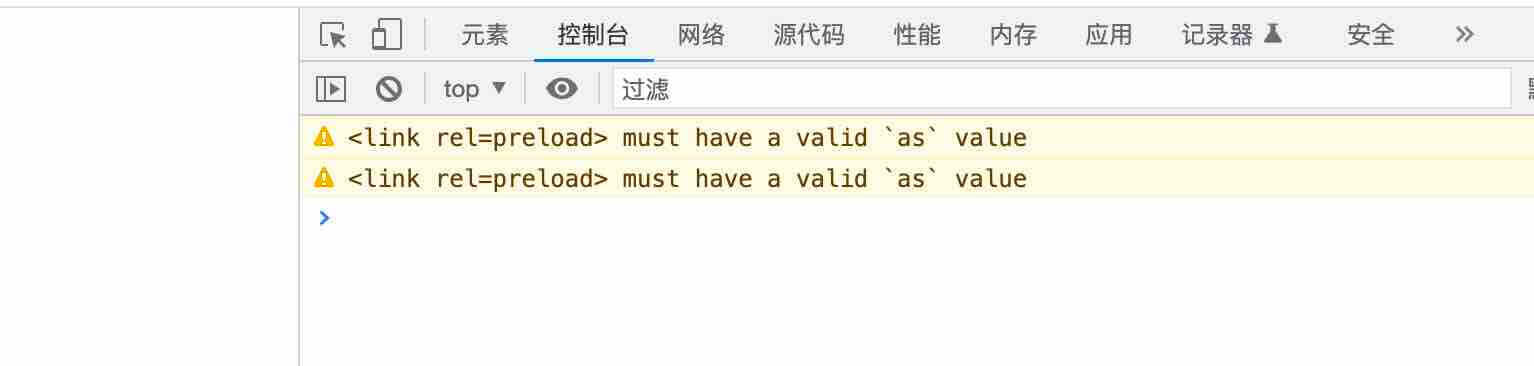 元素 控制台 网络 源代码 性能 内存 应用 记录器 安全 »
top ▼ 过滤
<link rel=preload> must have a valid `as` value
<link rel=preload> must have a valid `as` value
>